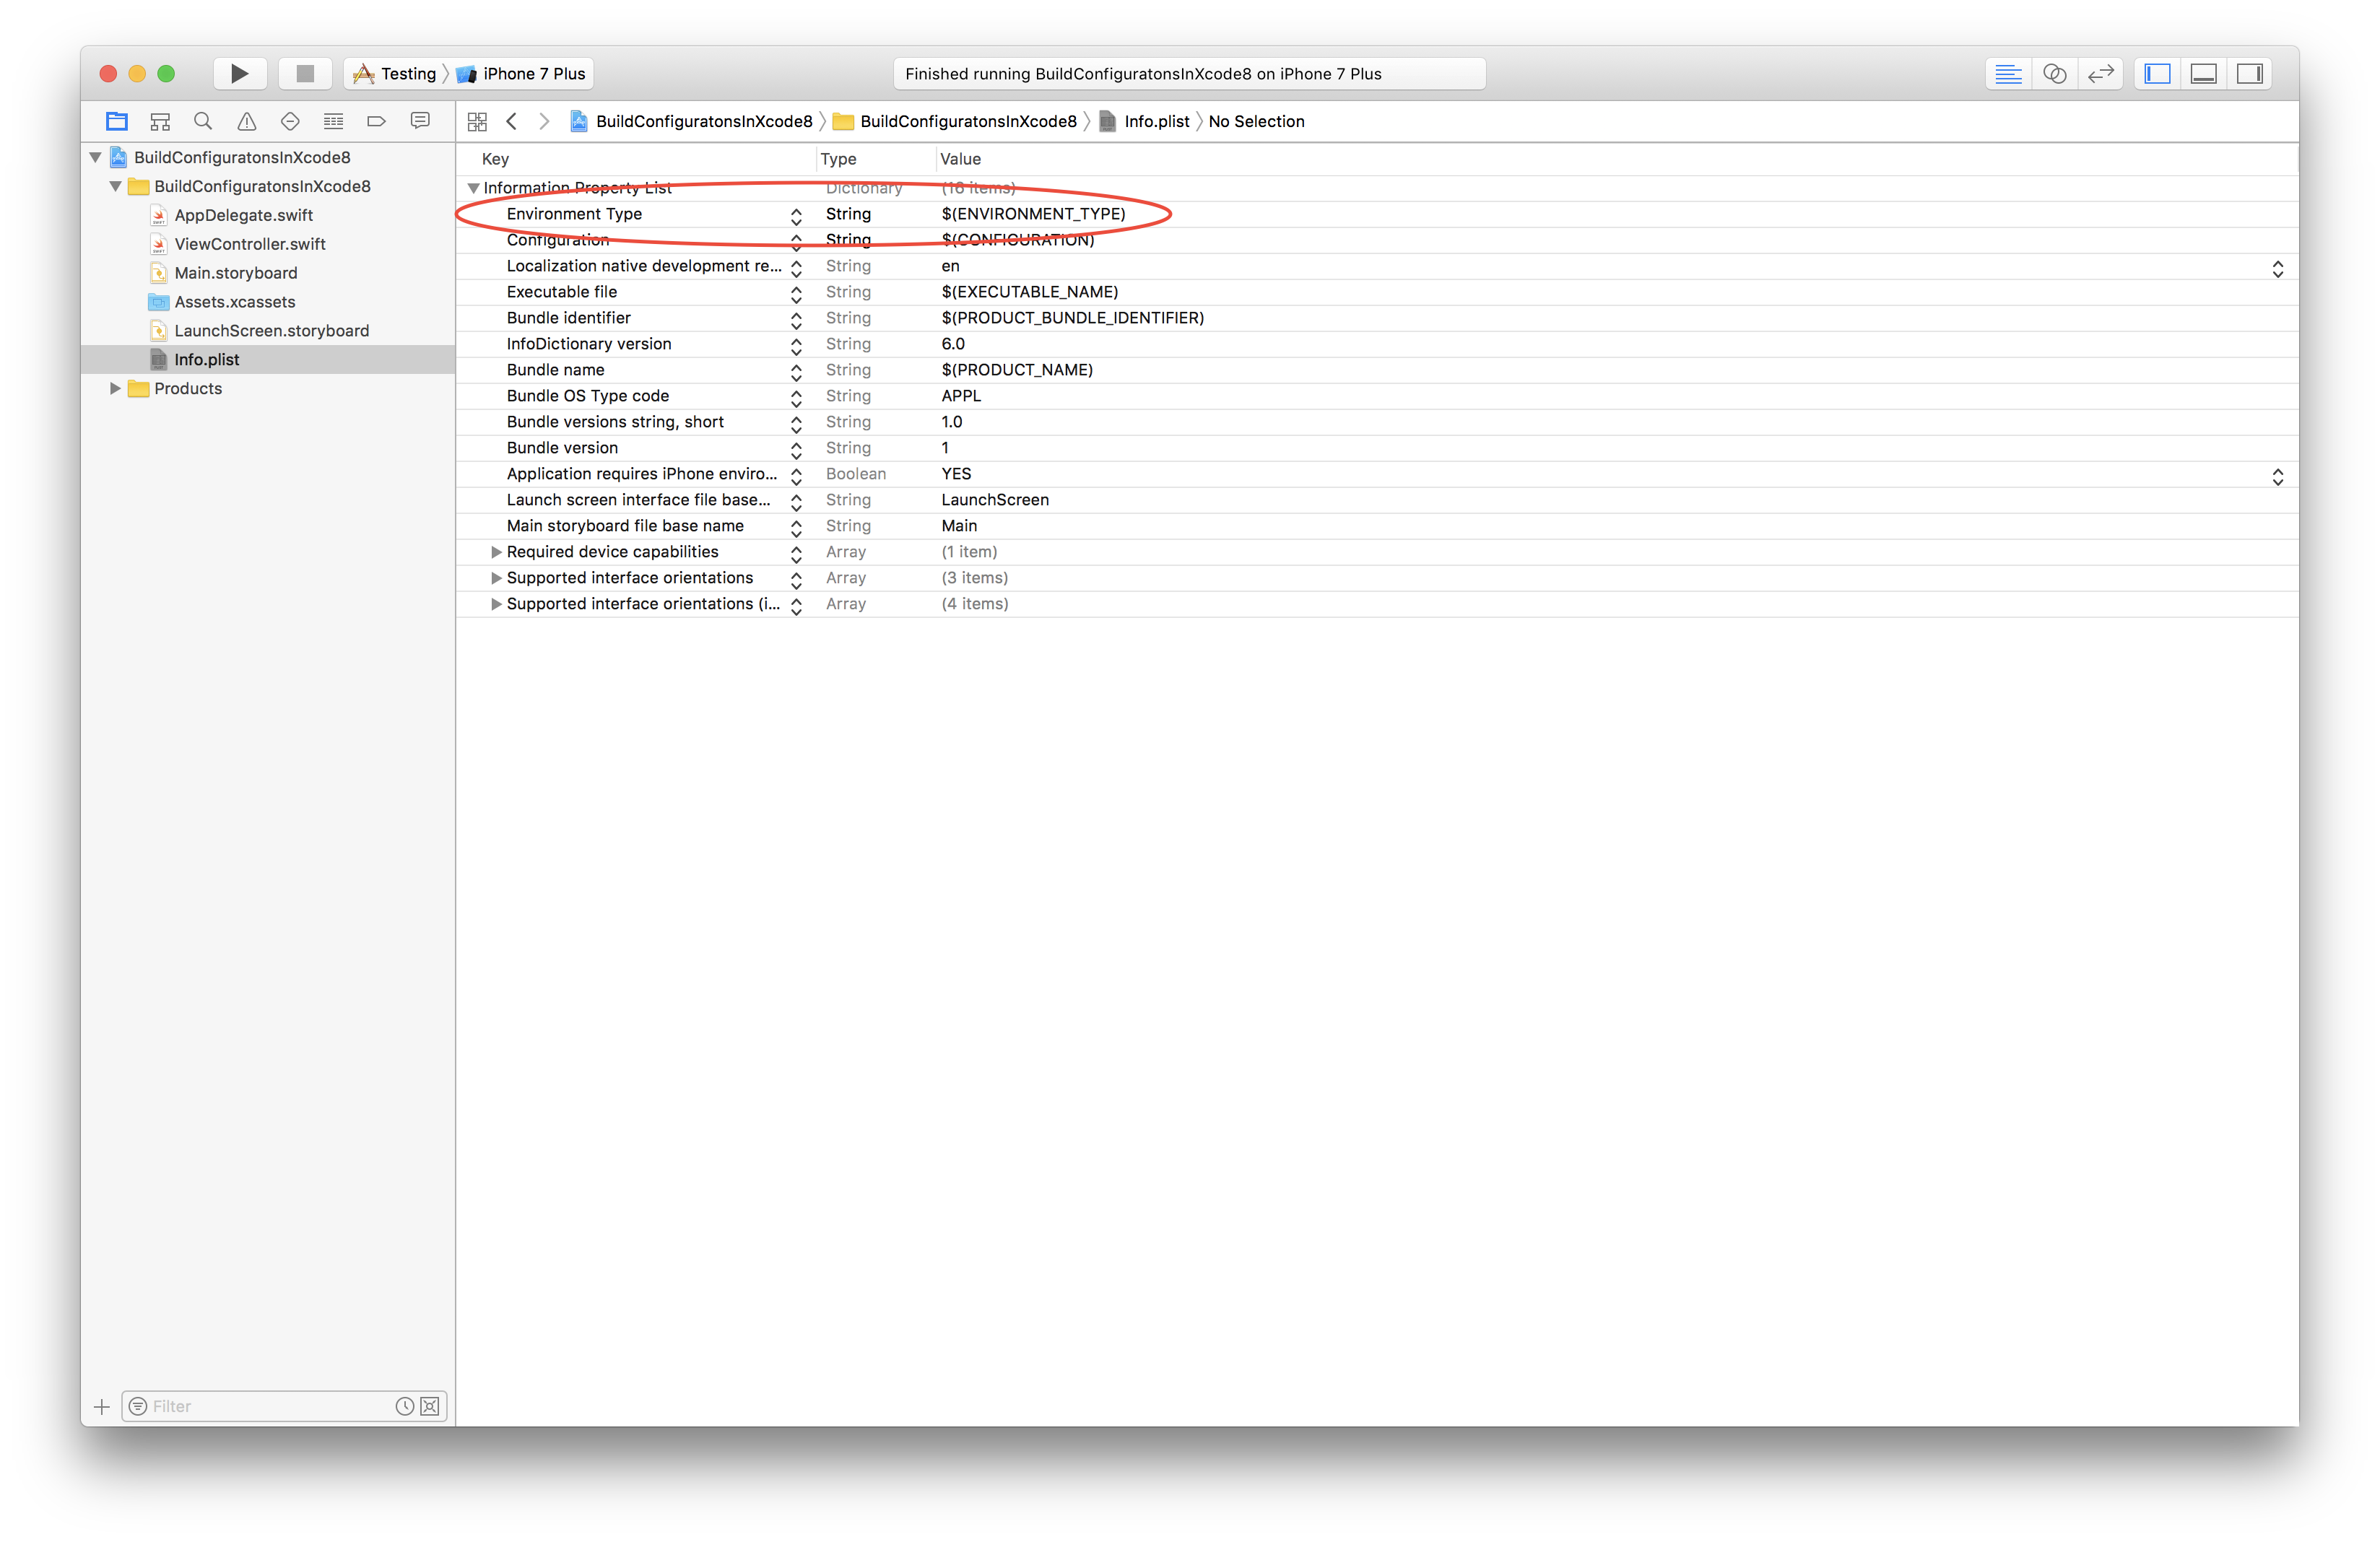 Testing iPhone 7 Plus
Finished running BuildConfiguratonsInXcode8 on iPhone 7 Plus
BuildConfiguratonsInXcode8 BuildConfiguratonsInXcode8 Info.plist No Selection
BuildConfiguratonsInXcode8
BuildConfiguratonsInXcode8
AppDelegate.swift
ViewController.swift
Main.storyboard
Assets.xcassets
LaunchScreen.storyboard
Info.plist
Products
Filter
Key Type Value
Information Property List Dictionary (16 items)
Environment Type String $(ENVIRONMENT_TYPE)
Configuration String $(CONFIGURATION)
Localization native development re... String en
Executable file String $(EXECUTABLE_NAME)
Bundle identifier String $(PRODUCT_BUNDLE_IDENTIFIER)
InfoDictionary version String 6.0
Bundle name String $(PRODUCT_NAME)
Bundle OS Type code String APPL
Bundle versions string, short String 1.0
Bundle version String 1
Application requires iPhone enviro... Boolean YES
Launch screen interface file base... String LaunchScreen
Main storyboard file base name String Main
Required device capabilities Array (1 item)
Supported interface orientations Array (3 items)
Supported interface orientations (i... Array (4 items)